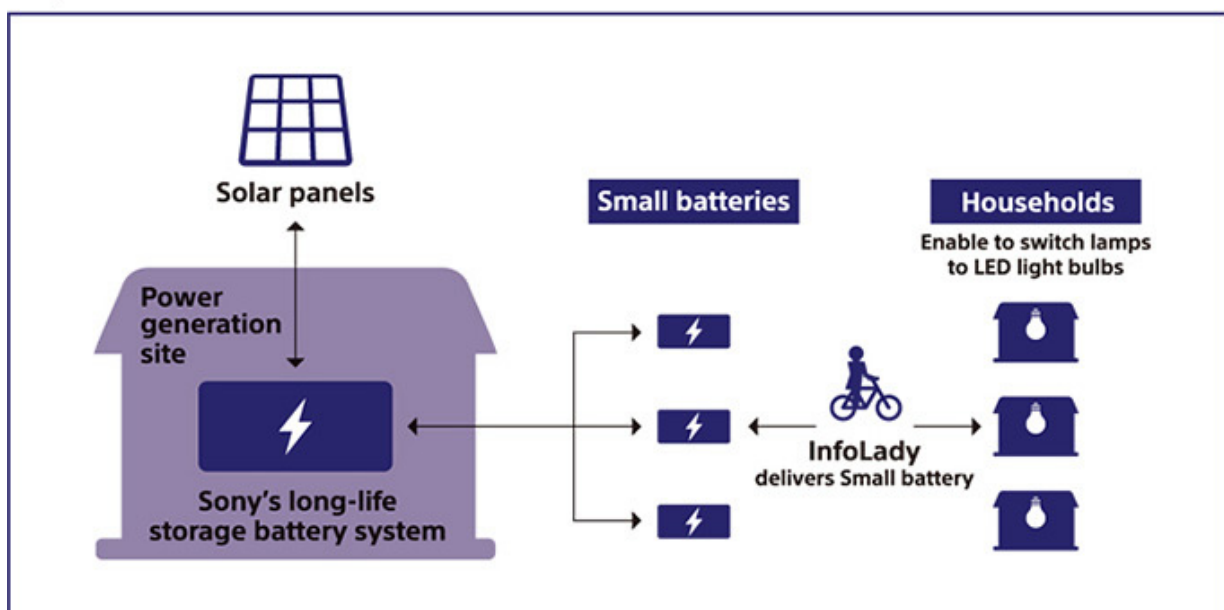 Solar panels
Power
generation
site
Sony's long-life
storage battery system
Small batteries
InfoLady
delivers Small battery
Households
Enable to switch lamps
to LED light bulbs